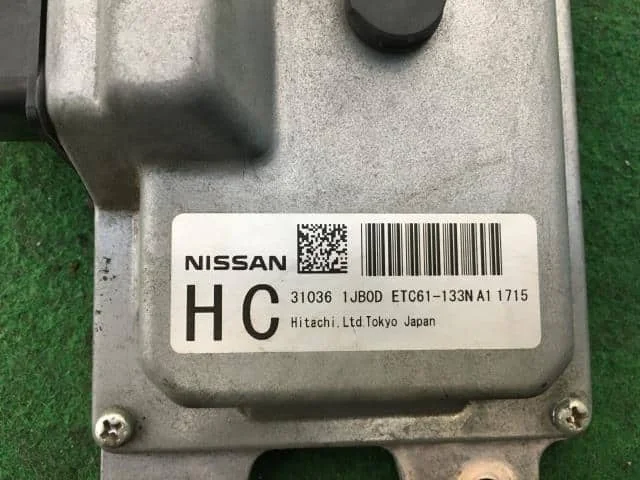 NISSAN
HC
31036 1JB0D ETC61-133N A1 1715
Hitachi,Ltd.Tokyo Japan